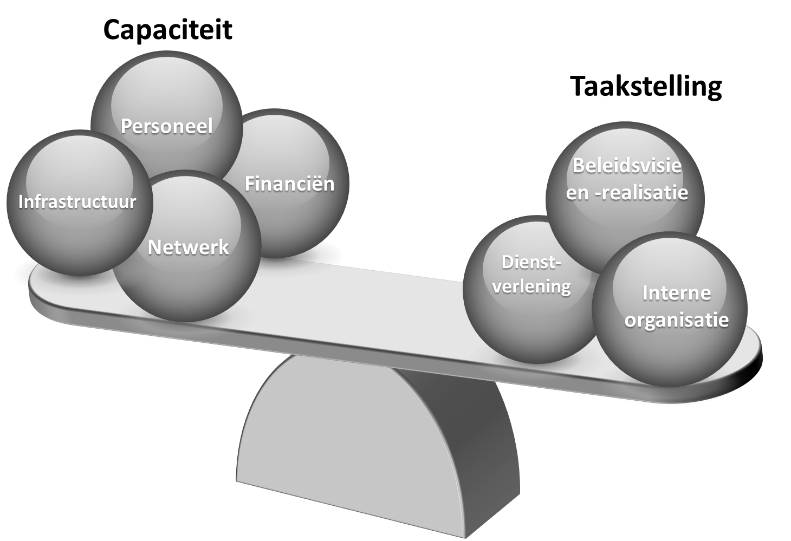 Capaciteit
Personeel
Infrastructuur
Financiën
Netwerk
Taakstelling
Beleidsvisie
en -realisatie
Dienst-
verlening
Interne
organisatie